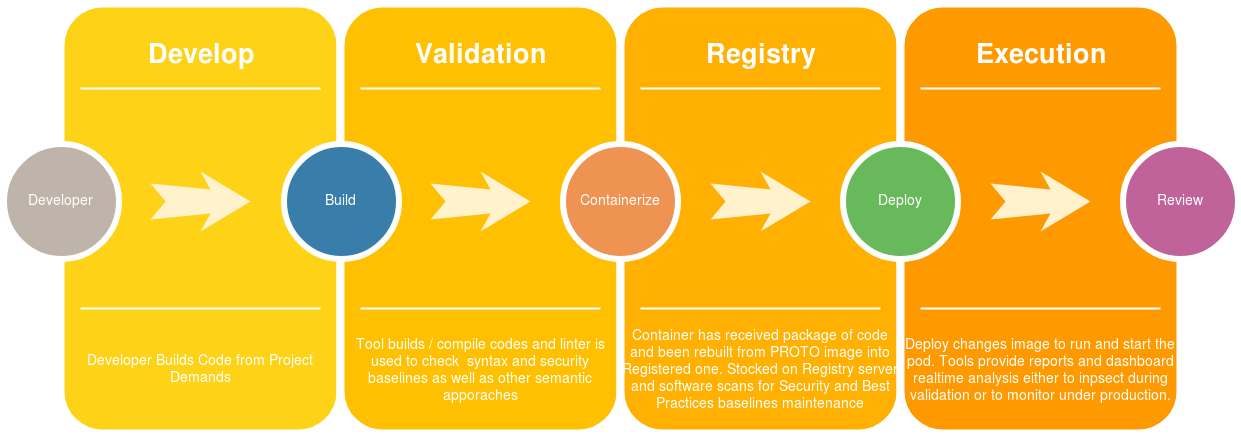 Develop
Validation
Registry
Execution
Developer
Build
Containerize
Deploy
Review
Developer Builds Code from Project
Demands
Tool builds / compile codes and linter is
used to check  syntax and security
baselines as well as other semantic
apporaches
Container has received package of code
and been rebuilt from PROTO image into
Registered one. Stocked on Registry server
and software scans for Security and Best
Practices baselines maintenance
Deploy changes image to run and start the
pod. Tools provide reports and dashboard
realtime analysis either to inpsect during
validation or to monitor under production.